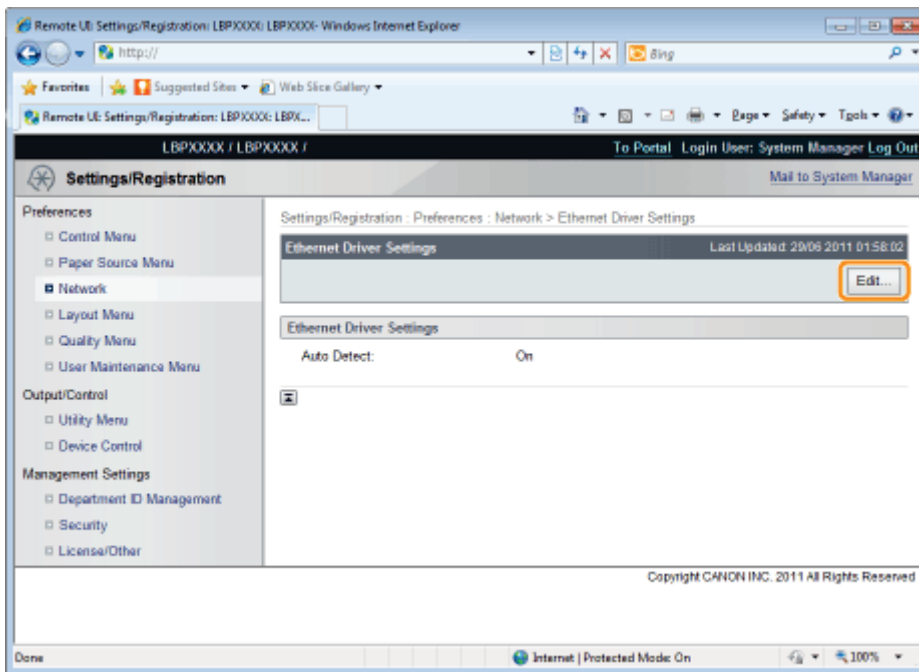 Remote UI: Settings/Registration: LBPXXXX: LBPXXXX- Windows Internet Explorer
http://
Bing
Favorites Suggested Sites Web Slice Gallery
Remote UI: Settings/Registration: LBPXXXX: LBPX...
Page Safety Tools
LBPXXXX / LBPXXXX /
To Portal Login User: System Manager Log Out
Settings/Registration
Mail to System Manager
Preferences
Control Menu
Paper Source Menu
Network
Layout Menu
Quality Menu
User Maintenance Menu
Output/Control
Utility Menu
Device Control
Management Settings
Department ID Management
Security
License/Other
Settings/Registration : Preferences : Network > Ethernet Driver Settings
Ethernet Driver Settings Last Updated: 29/06 2011 01:58:02
Edit...
Ethernet Driver Settings
Auto Detect: On
Copyright CANON INC. 2011 All Rights Reserved
Done Internet | Protected Mode: On 100%